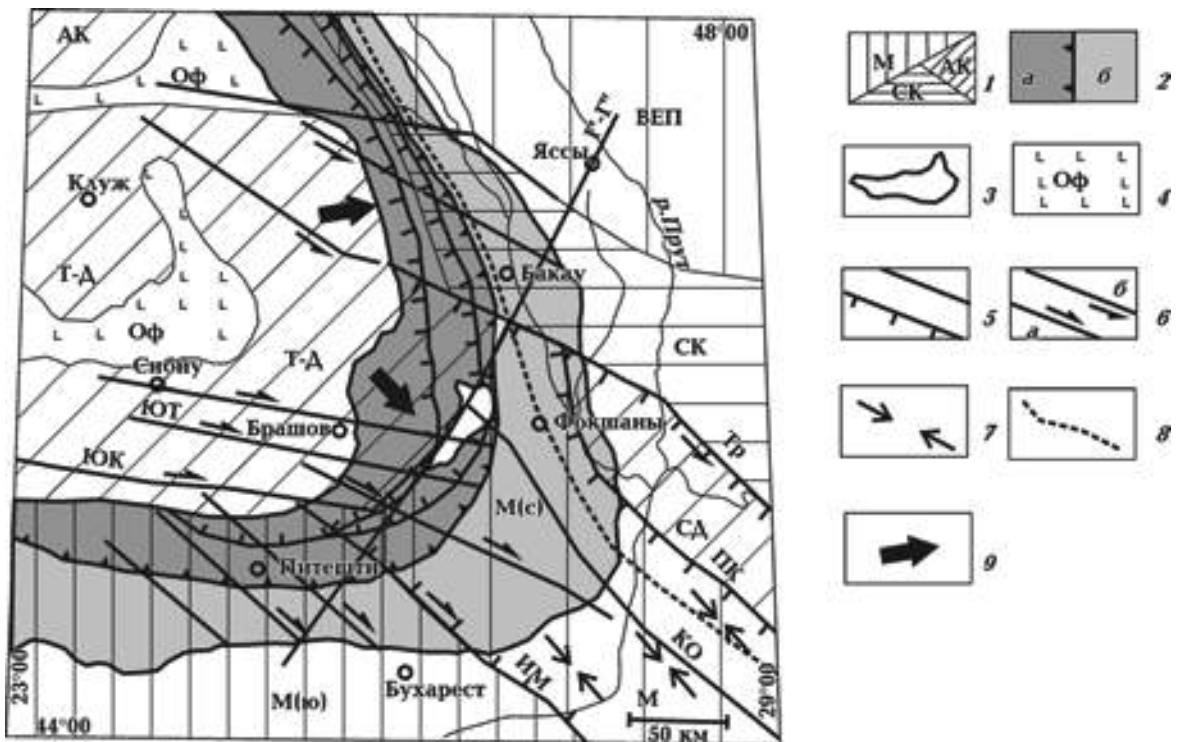 АК
48°00
Оф
Г-Г'
ВЕП
Яссы
Клуж
р.Прут
Т-Д
Бакау
Оф
Сибиу
Т-Д
СК
ЮТ
Брашов
Фокшаны
ТР
ЮК
М(с)
СД
ПК
Питешти
КО
ИМ
23°00
Бухарест
М(ю)
М
29°00
44°00
50 км
М
АК
СК
1
а
б
2
3
Оф
4
5
а
б
6
7
8
9